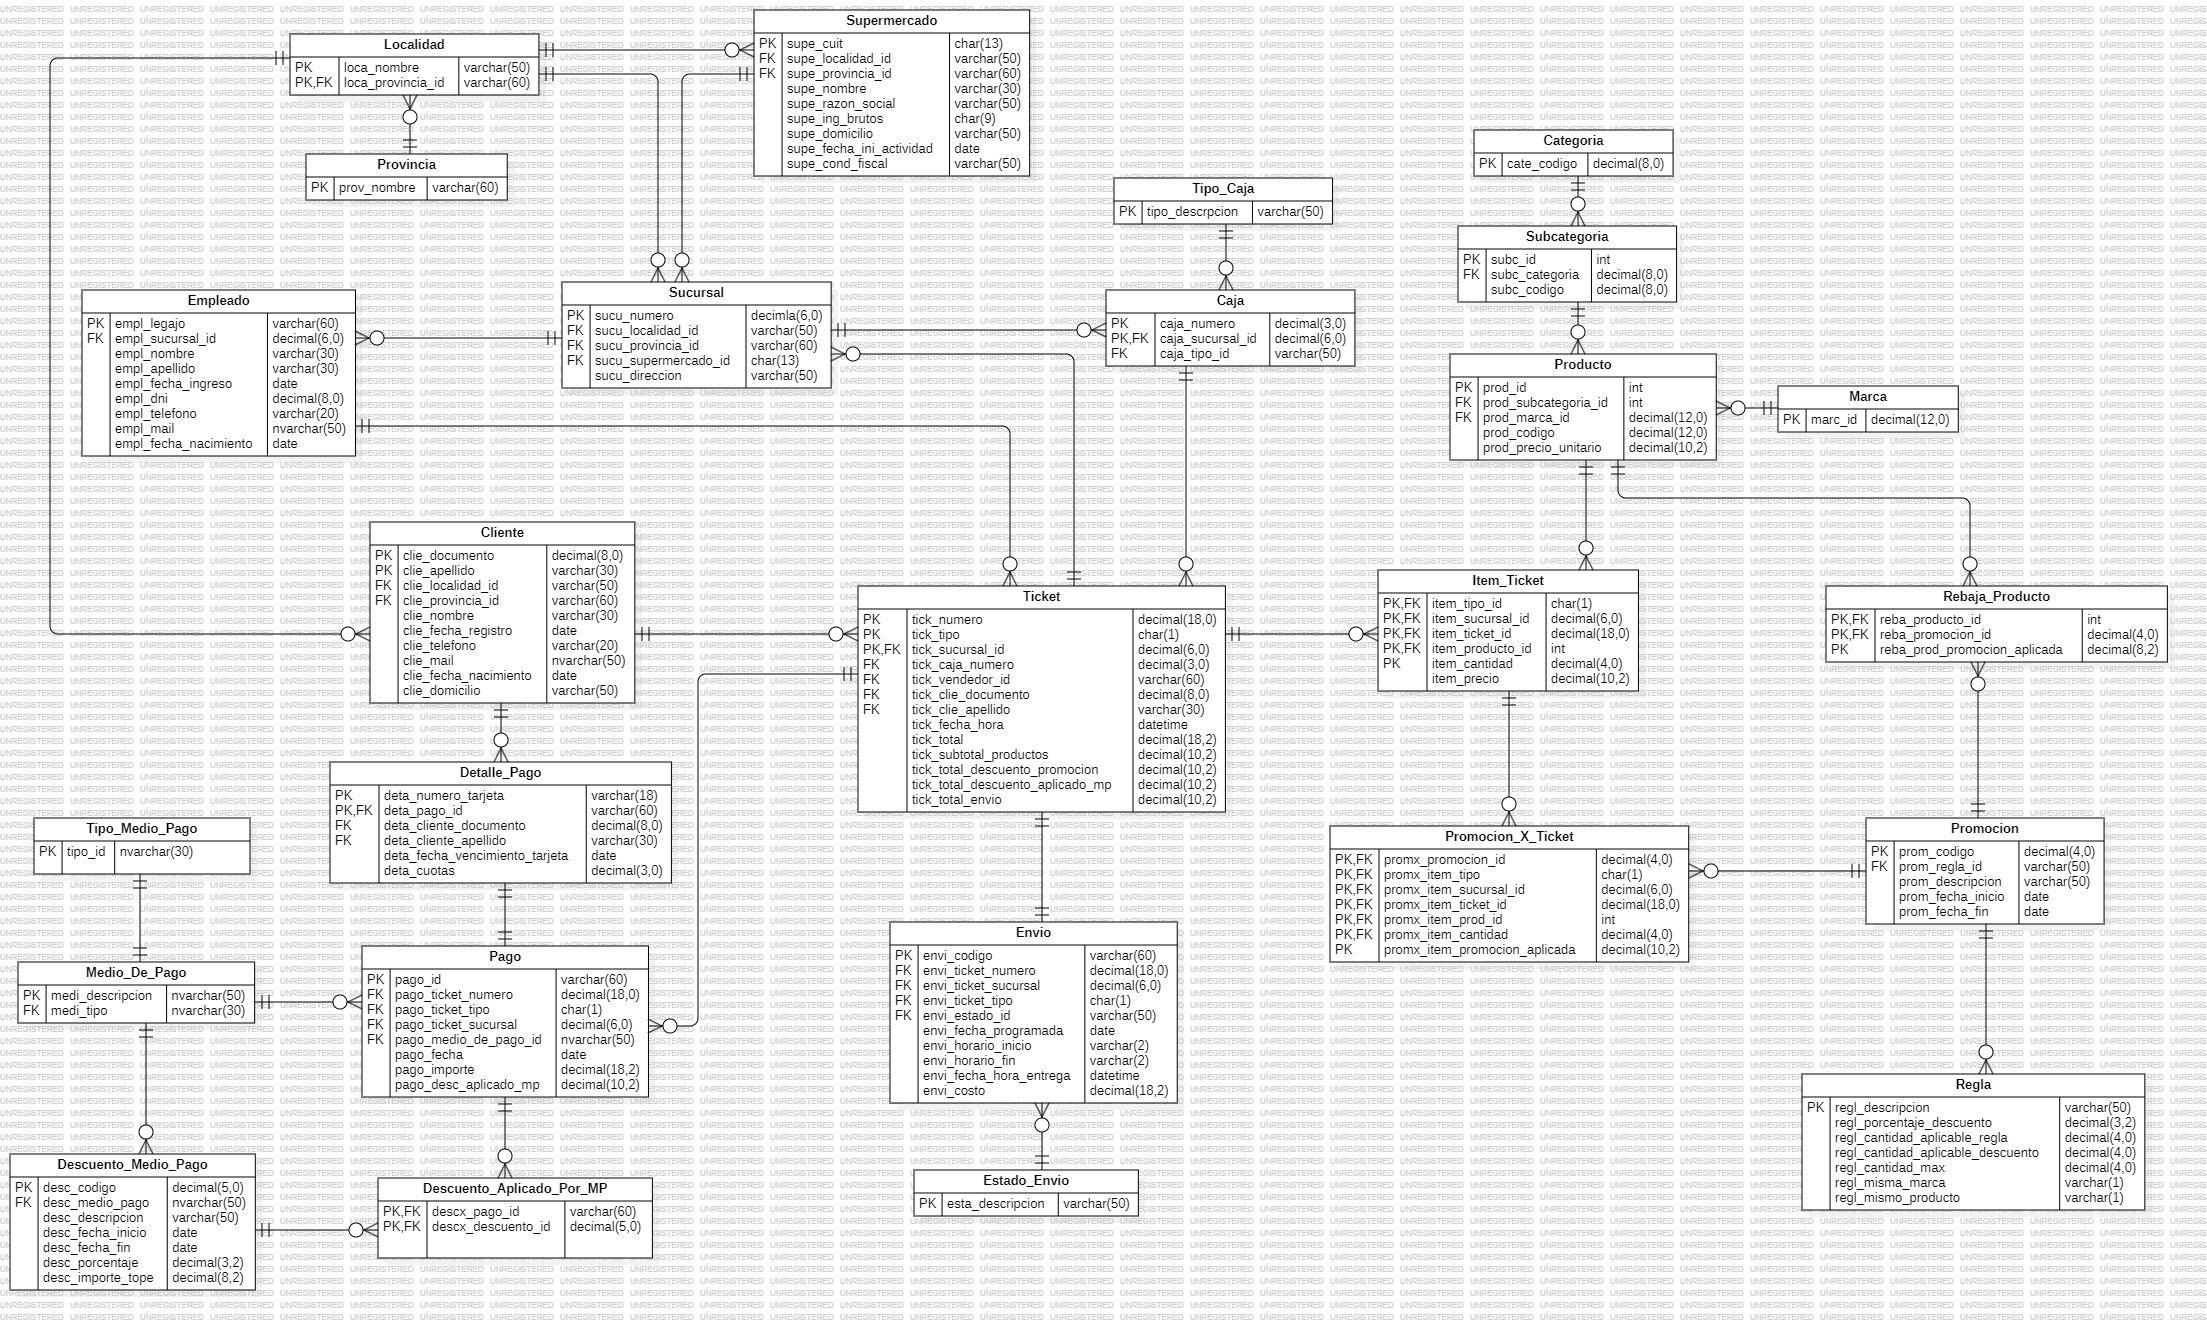 Supermercado
PK supe_cuit char(13)
FK supe_localidad_id varchar(50)
FK supe_provincia_id varchar(60)
supe_nombre varchar(30)
supe_razon_social varchar(50)
supe_ing_brutos char(9)
supe_domicilio varchar(50)
supe_fecha_ini_actividad date
supe_cond_fiscal varchar(50)
Localidad
PK loca_nombre varchar(50)
PK,FK loca_provincia_id varchar(60)
Provincia
PK prov_nombre varchar(60)
Categoria
PK cate_codigo decimal(8,0)
Tipo_Caja
PK tipo_descrpcion varchar(50)
Subcategoria
PK subc_id int
FK subc_categoria decimal(8,0)
subc_codigo decimal(8,0)
Empleado
PK empl_legajo varchar(60)
FK empl_sucursal_id decimal(6,0)
empl_nombre varchar(30)
empl_apellido varchar(30)
empl_fecha_ingreso date
empl_dni decimal(8,0)
empl_telefono varchar(20)
empl_mail nvarchar(50)
empl_fecha_nacimiento date
Sucursal
PK sucu_numero decimla(6,0)
FK sucu_localidad_id varchar(50)
FK sucu_provincia_id varchar(60)
FK sucu_supermercado_id char(13)
sucu_direccion varchar(50)
Caja
PK caja_numero decimal(3,0)
PK,FK caja_sucursal_id decimal(6,0)
FK caja_tipo_id varchar(50)
Producto
PK prod_id int
FK prod_subcategoria_id int
FK prod_marca_id decimal(12,0)
prod_codigo decimal(12,0)
prod_precio_unitario decimal(10,2)
Marca
PK marc_id decimal(12,0)
Cliente
PK clie_documento decimal(8,0)
PK clie_apellido varchar(30)
FK clie_localidad_id varchar(50)
FK clie_provincia_id varchar(60)
clie_nombre varchar(30)
clie_fecha_registro date
clie_telefono varchar(20)
clie_mail nvarchar(50)
clie_fecha_nacimiento date
clie_domicilio varchar(50)
Ticket
PK tick_numero decimal(18,0)
PK tick_tipo char(1)
PK,FK tick_sucursal_id decimal(6,0)
FK tick_caja_numero decimal(3,0)
FK tick_vendedor_id varchar(60)
FK tick_clie_documento decimal(8,0)
FK tick_clie_apellido varchar(30)
tick_fecha_hora datetime
tick_total decimal(18,2)
tick_subtotal_productos decimal(10,2)
tick_total_descuento_promocion decimal(10,2)
tick_total_descuento_aplicado_mp decimal(10,2)
tick_total_envio decimal(10,2)
Item_Ticket
PK,FK item_tipo_id char(1)
PK,FK item_sucursal_id decimal(6,0)
PK,FK item_ticket_id decimal(18,0)
PK,FK item_producto_id int
PK item_cantidad decimal(4,0)
item_precio decimal(10,2)
Rebaja_Producto
PK,FK reba_producto_id int
PK,FK reba_promocion_id decimal(4,0)
PK reba_prod_promocion_aplicada decimal(8,2)
Detalle_Pago
PK deta_numero_tarjeta varchar(18)
PK,FK deta_pago_id varchar(60)
FK deta_cliente_documento decimal(8,0)
FK deta_cliente_apellido varchar(30)
deta_fecha_vencimiento_tarjeta date
deta_cuotas decimal(3,0)
Tipo_Medio_Pago
PK tipo_id nvarchar(30)
Promocion_X_Ticket
PK,FK promx_promocion_id decimal(4,0)
PK,FK promx_item_tipo char(1)
PK,FK promx_item_sucursal_id decimal(6,0)
PK,FK promx_item_ticket_id decimal(18,0)
PK,FK promx_item_prod_id int
PK,FK promx_item_cantidad decimal(4,0)
PK promx_item_promocion_aplicada decimal(10,2)
Promocion
PK prom_codigo decimal(4,0)
FK prom_regla_id varchar(50)
prom_descripcion varchar(50)
prom_fecha_inicio date
prom_fecha_fin date
Medio_De_Pago
PK medi_descripcion nvarchar(50)
FK medi_tipo nvarchar(30)
Pago
PK pago_id varchar(60)
FK pago_ticket_numero decimal(18,0)
FK pago_ticket_tipo char(1)
FK pago_ticket_sucursal decimal(6,0)
FK pago_medio_de_pago_id nvarchar(50)
pago_fecha date
pago_importe decimal(18,2)
pago_desc_aplicado_mp decimal(10,2)
Envio
PK envi_codigo varchar(60)
FK envi_ticket_numero decimal(18,0)
FK envi_ticket_sucursal decimal(6,0)
FK envi_ticket_tipo char(1)
FK envi_estado_id varchar(50)
envi_fecha_programada date
envi_horario_inicio varchar(2)
envi_horario_fin varchar(2)
envi_fecha_hora_entrega datetime
envi_costo decimal(18,2)
Regla
PK regl_descripcion varchar(50)
regl_porcentaje_descuento decimal(3,2)
regl_cantidad_aplicable_regla decimal(4,0)
regl_cantidad_aplicable_descuento decimal(4,0)
regl_cantidad_max decimal(4,0)
regl_misma_marca varchar(1)
regl_mismo_producto varchar(1)
Descuento_Medio_Pago
PK desc_codigo decimal(5,0)
FK desc_medio_pago nvarchar(50)
desc_descripcion varchar(50)
desc_fecha_inicio date
desc_fecha_fin date
desc_porcentaje decimal(3,2)
desc_importe_tope decimal(8,2)
Descuento_Aplicado_Por_MP
PK,FK descx_pago_id varchar(60)
PK,FK descx_descuento_id decimal(5,0)
Estado_Envio
PK esta_descripcion varchar(50)
UNREGISTERED